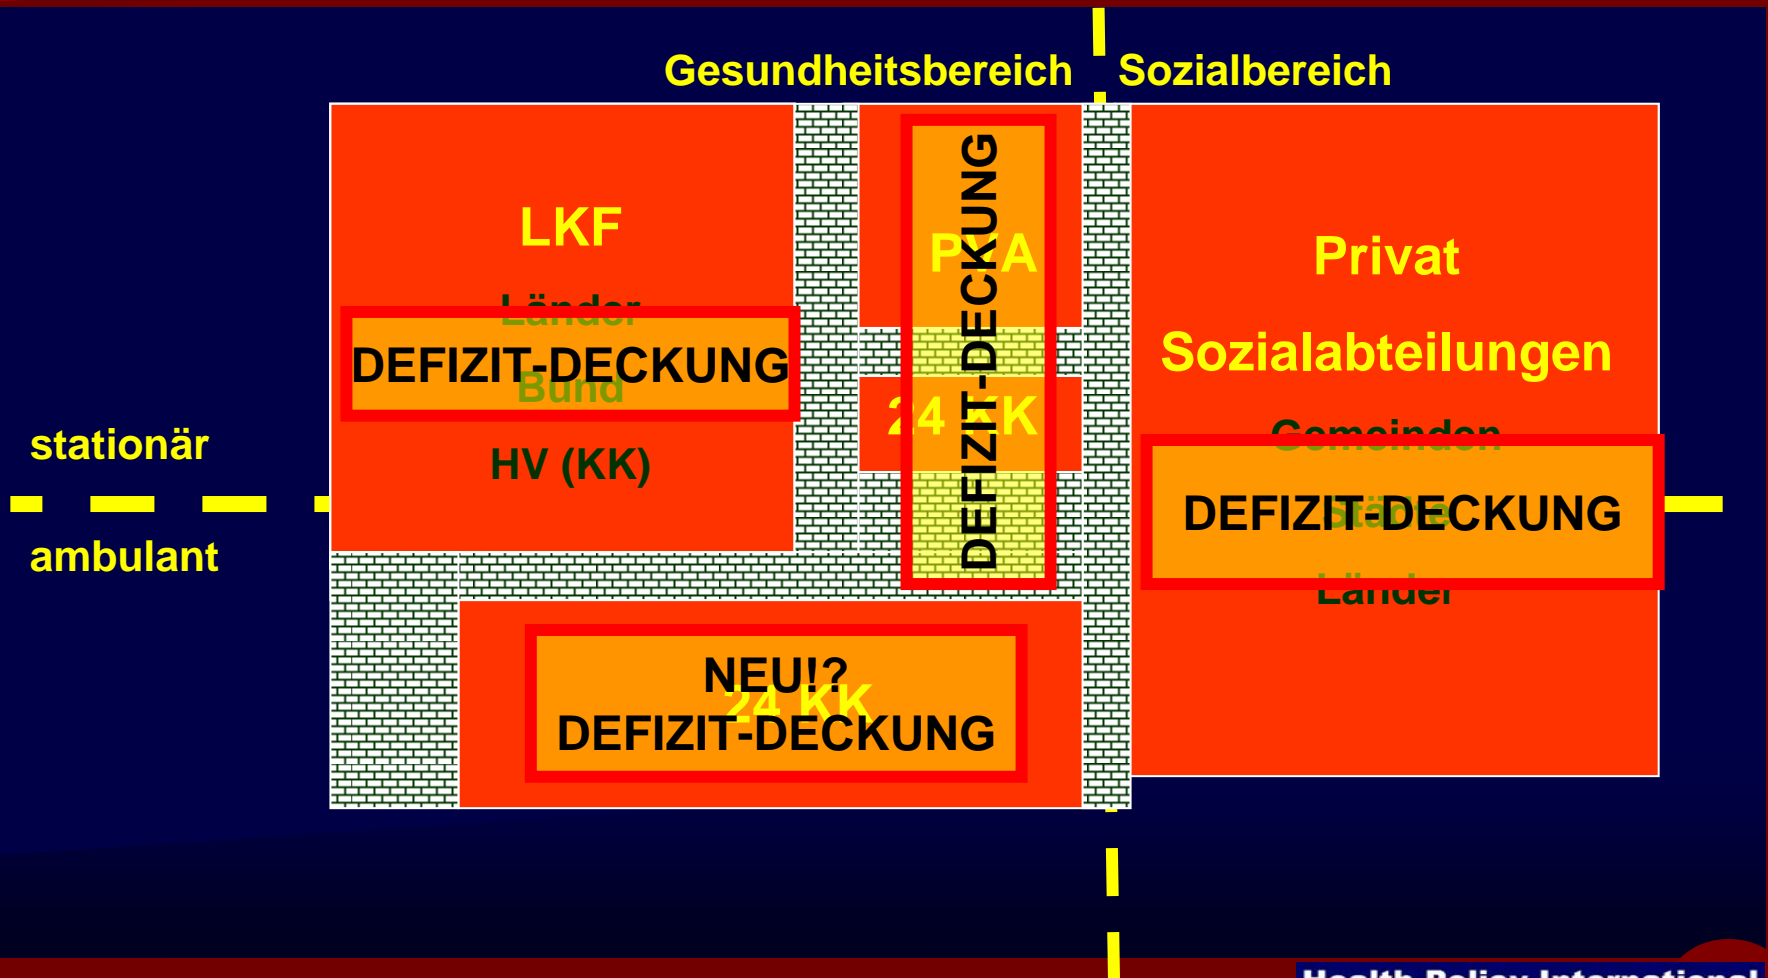 Gesundheitsbereich
Sozialbereich
LKF
Länder
DEFIZIT-DECKUNG
Bund
HV (KK)
PVA
24 KK
DEFIZIT-DECKUNG
Privat
Sozialabteilungen
Gemeinden
DEFIZIT-DECKUNG
Städte
Länder
stationär
ambulant
NEU!?
24 KK
DEFIZIT-DECKUNG
Health Policy International